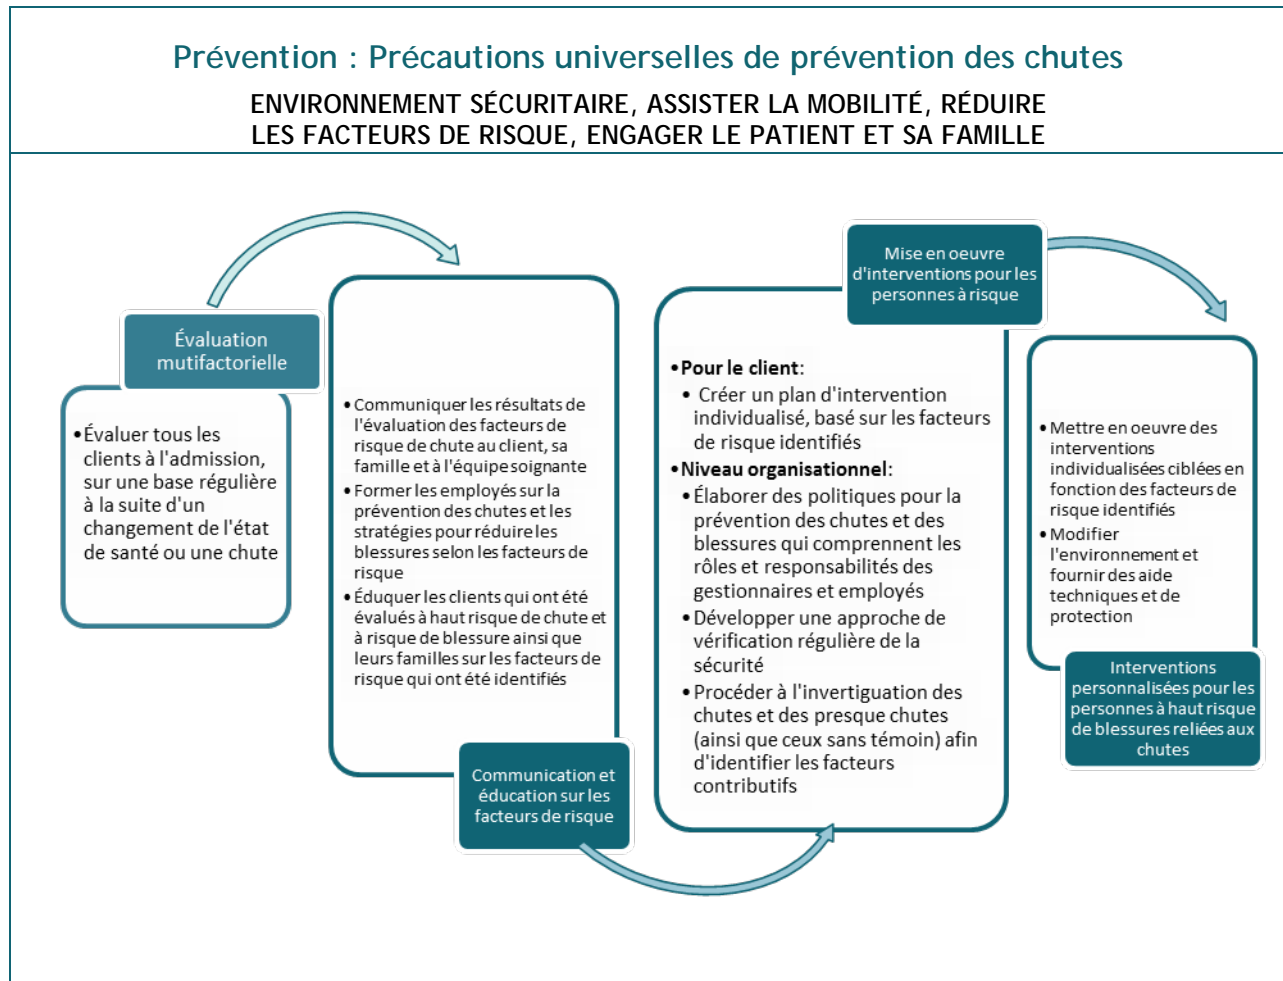 Prévention : Précautions universelles de prévention des chutes
ENVIRONNEMENT SÉCURITAIRE, ASSISTER LA MOBILITÉ, RÉDUIRE
LES FACTEURS DE RISQUE, ENGAGER LE PATIENT ET SA FAMILLE
Évaluation
mutifactorielle
•Évaluer tous les
clients à l'admission,
sur une base régulière
à la suite d'un
changement de l'état
de santé ou une chute
•Communiquer les résultats de
l'évaluation des facteurs de
risque de chute au client, sa
famille et à l'équipe soignante
•Former les employés sur la
prévention des chutes et les
stratégies pour réduire les
blessures selon les facteurs de
risque
•Éduquer les clients qui ont été
évalués à haut risque de chute et
à risque de blessure ainsi que
leurs familles sur les facteurs de
risque qui ont été identifiés
Communication et
éducation sur les
facteurs de risque
Mise en oeuvre
d'interventions pour les
personnes à risque
•Pour le client:
• Créer un plan d'intervention
individualisé, basé sur les facteurs
de risque identifiés
•Niveau organisationnel:
•Élaborer des politiques pour la
prévention des chutes et des
blessures qui comprennent les
rôles et responsabilités des
gestionnaires et employés
•Développer une approche de
vérification régulière de la
sécurité
•Procéder à l'invertiguation des
chutes et des presque chutes
(ainsi que ceux sans témoin) afin
d'identifier les facteurs
contributifs
•Mettre en oeuvre des
interventions
individualisées ciblées en
fonction des facteurs de
risque identifiés
•Modifier
l'environnement et
fournir des aide
techniques et de
protection
Interventions
personnalisées pour les
personnes à haut risque
de blessures reliées aux
chutes